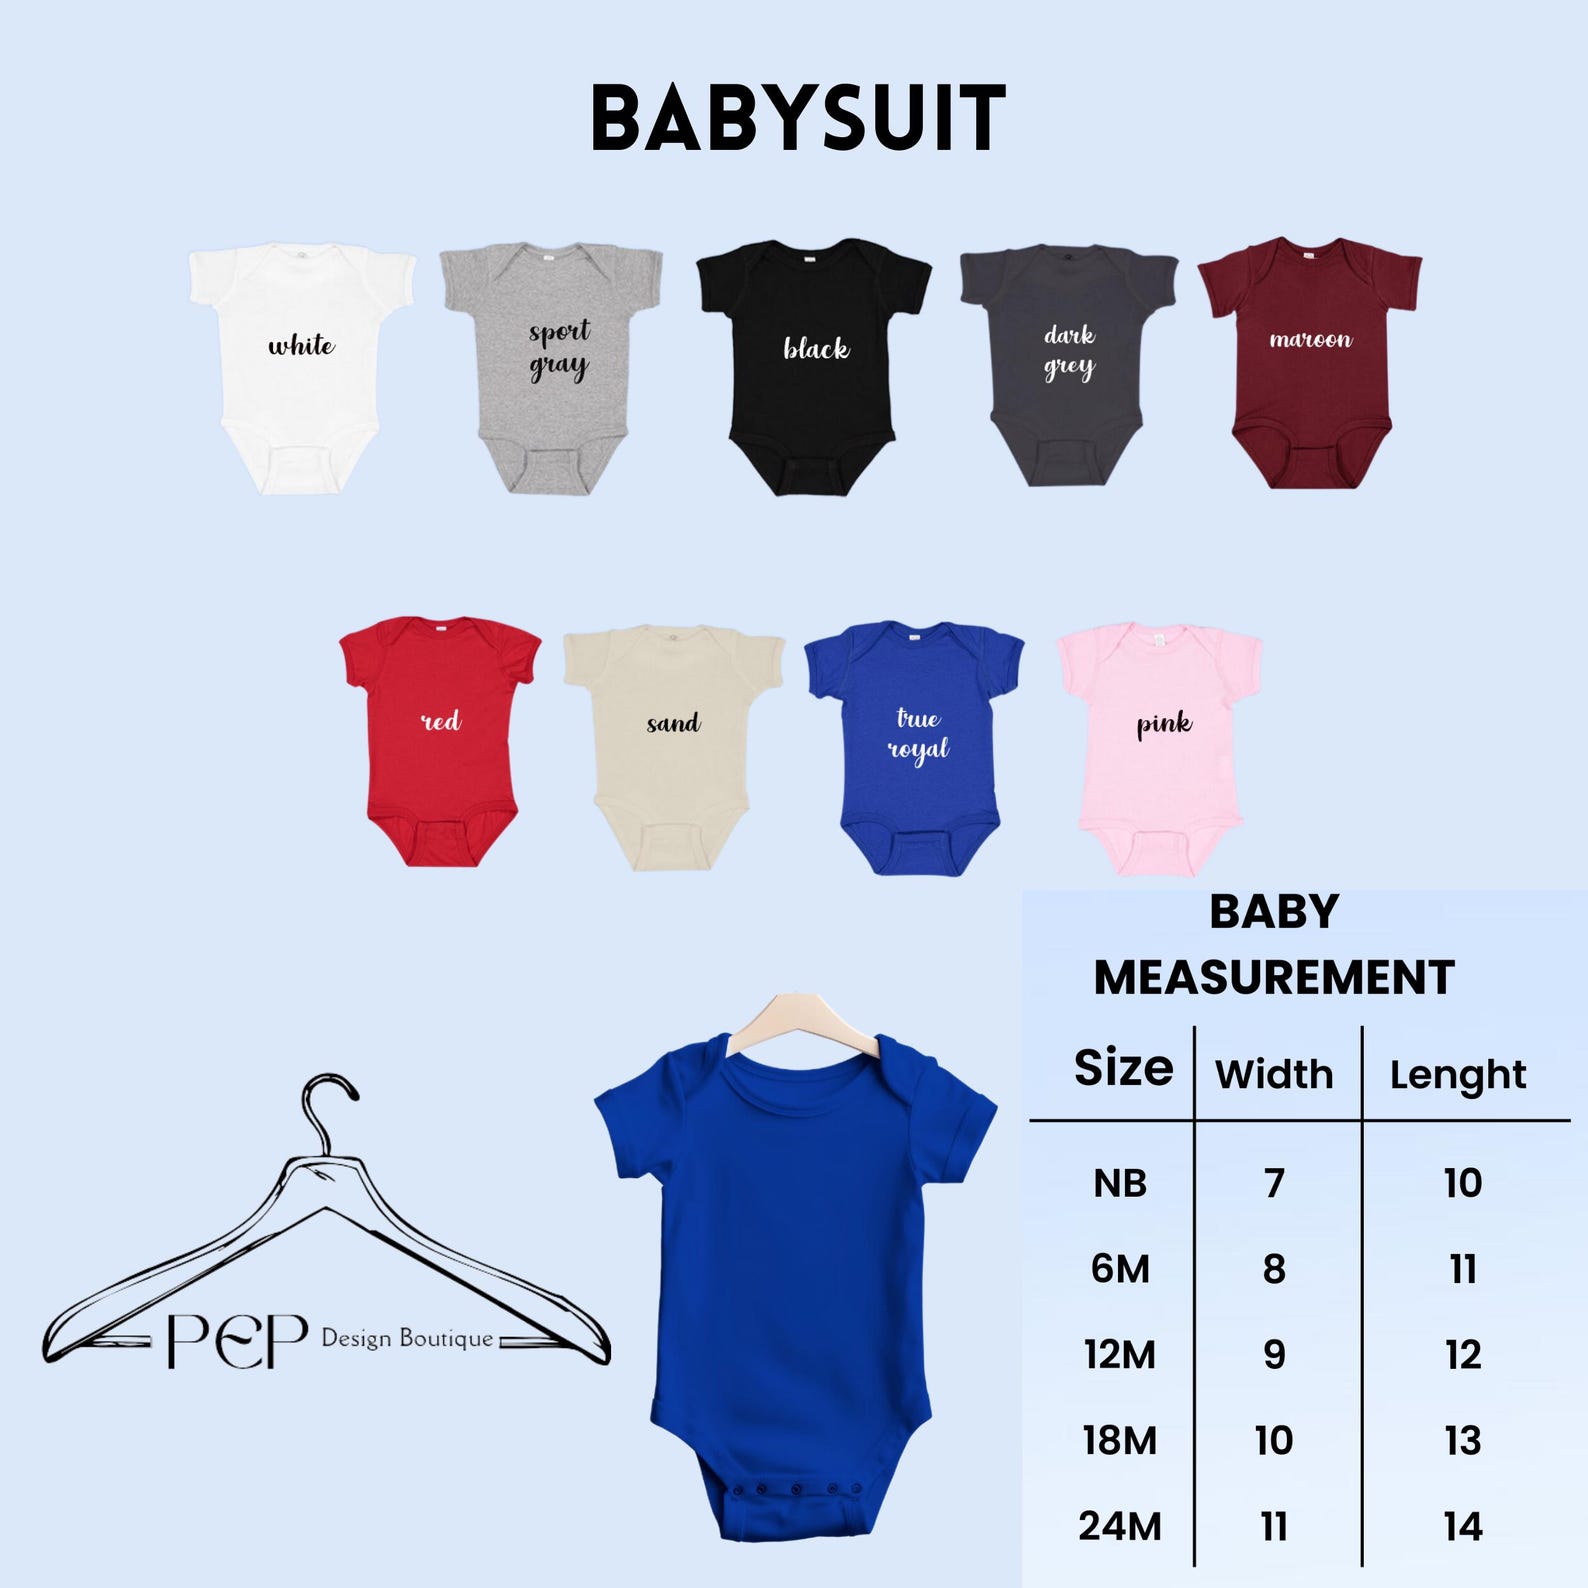 BABYSUIT
white
sport
gray
black
dark
grey
maroon
red
sand
true
royal
pink
BABY
MEASUREMENT
Size Width Lenght
NB 7 10
6M 8 11
12M 9 12
18M 10 13
24M 11 14
PEP Design Boutique